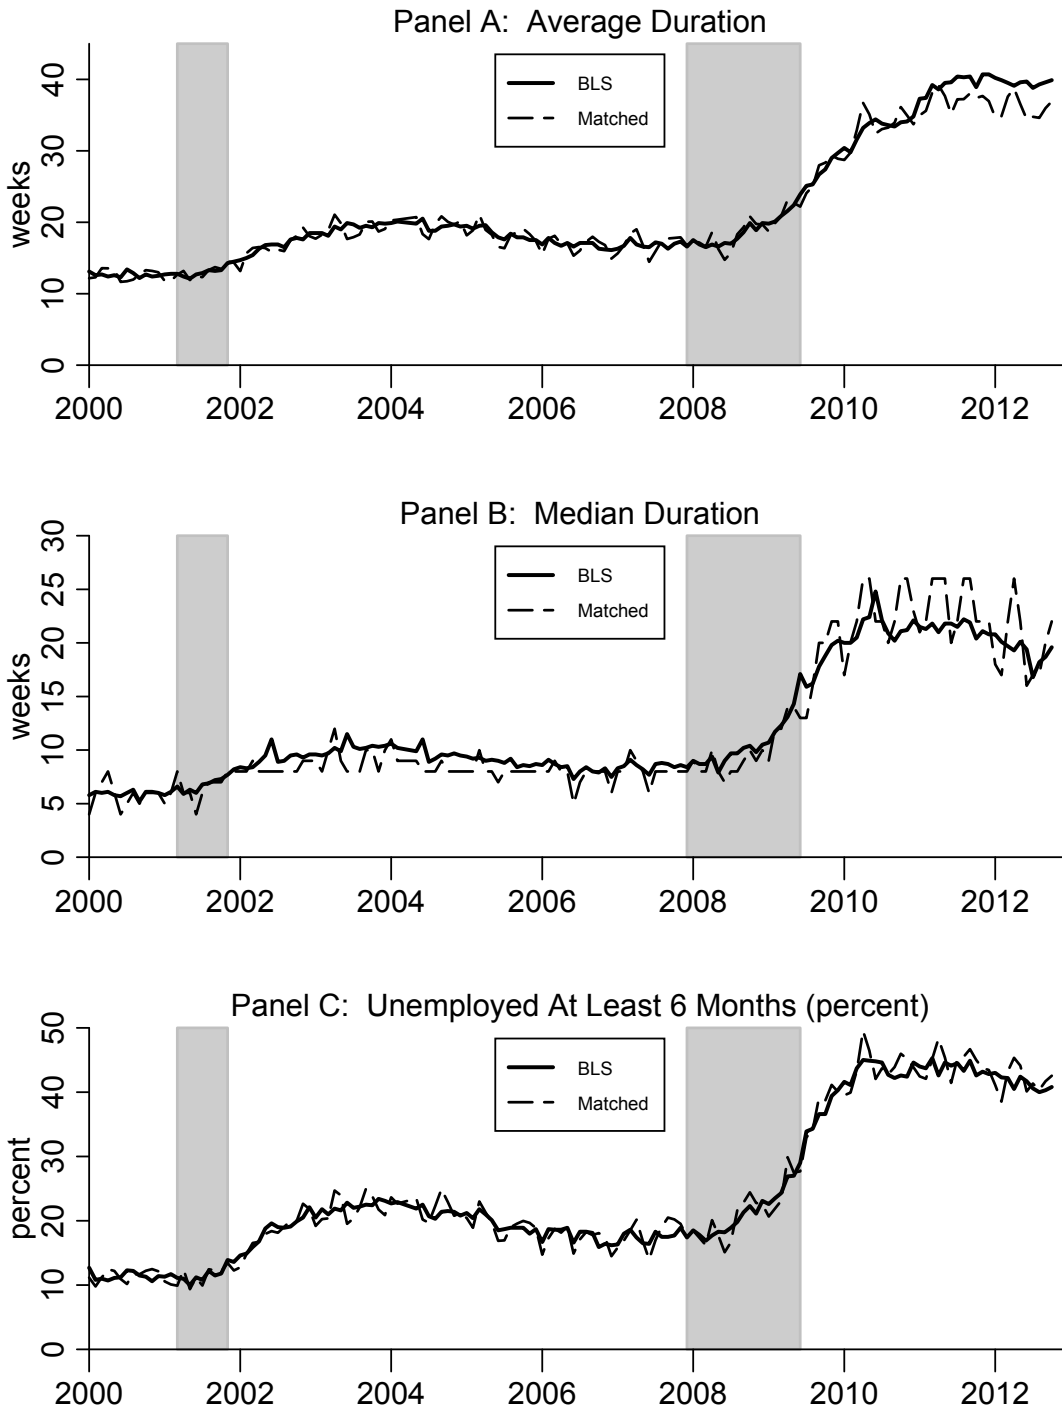 Panel A: Average Duration
BLS
Matched
weeks
40
30
20
10
0
2000 2002 2004 2006 2008 2010 2012
Panel B: Median Duration
BLS
Matched
weeks
30
25
20
15
10
5
0
2000 2002 2004 2006 2008 2010 2012
Panel C: Unemployed At Least 6 Months (percent)
BLS
Matched
percent
50
40
30
20
10
0
2000 2002 2004 2006 2008 2010 2012